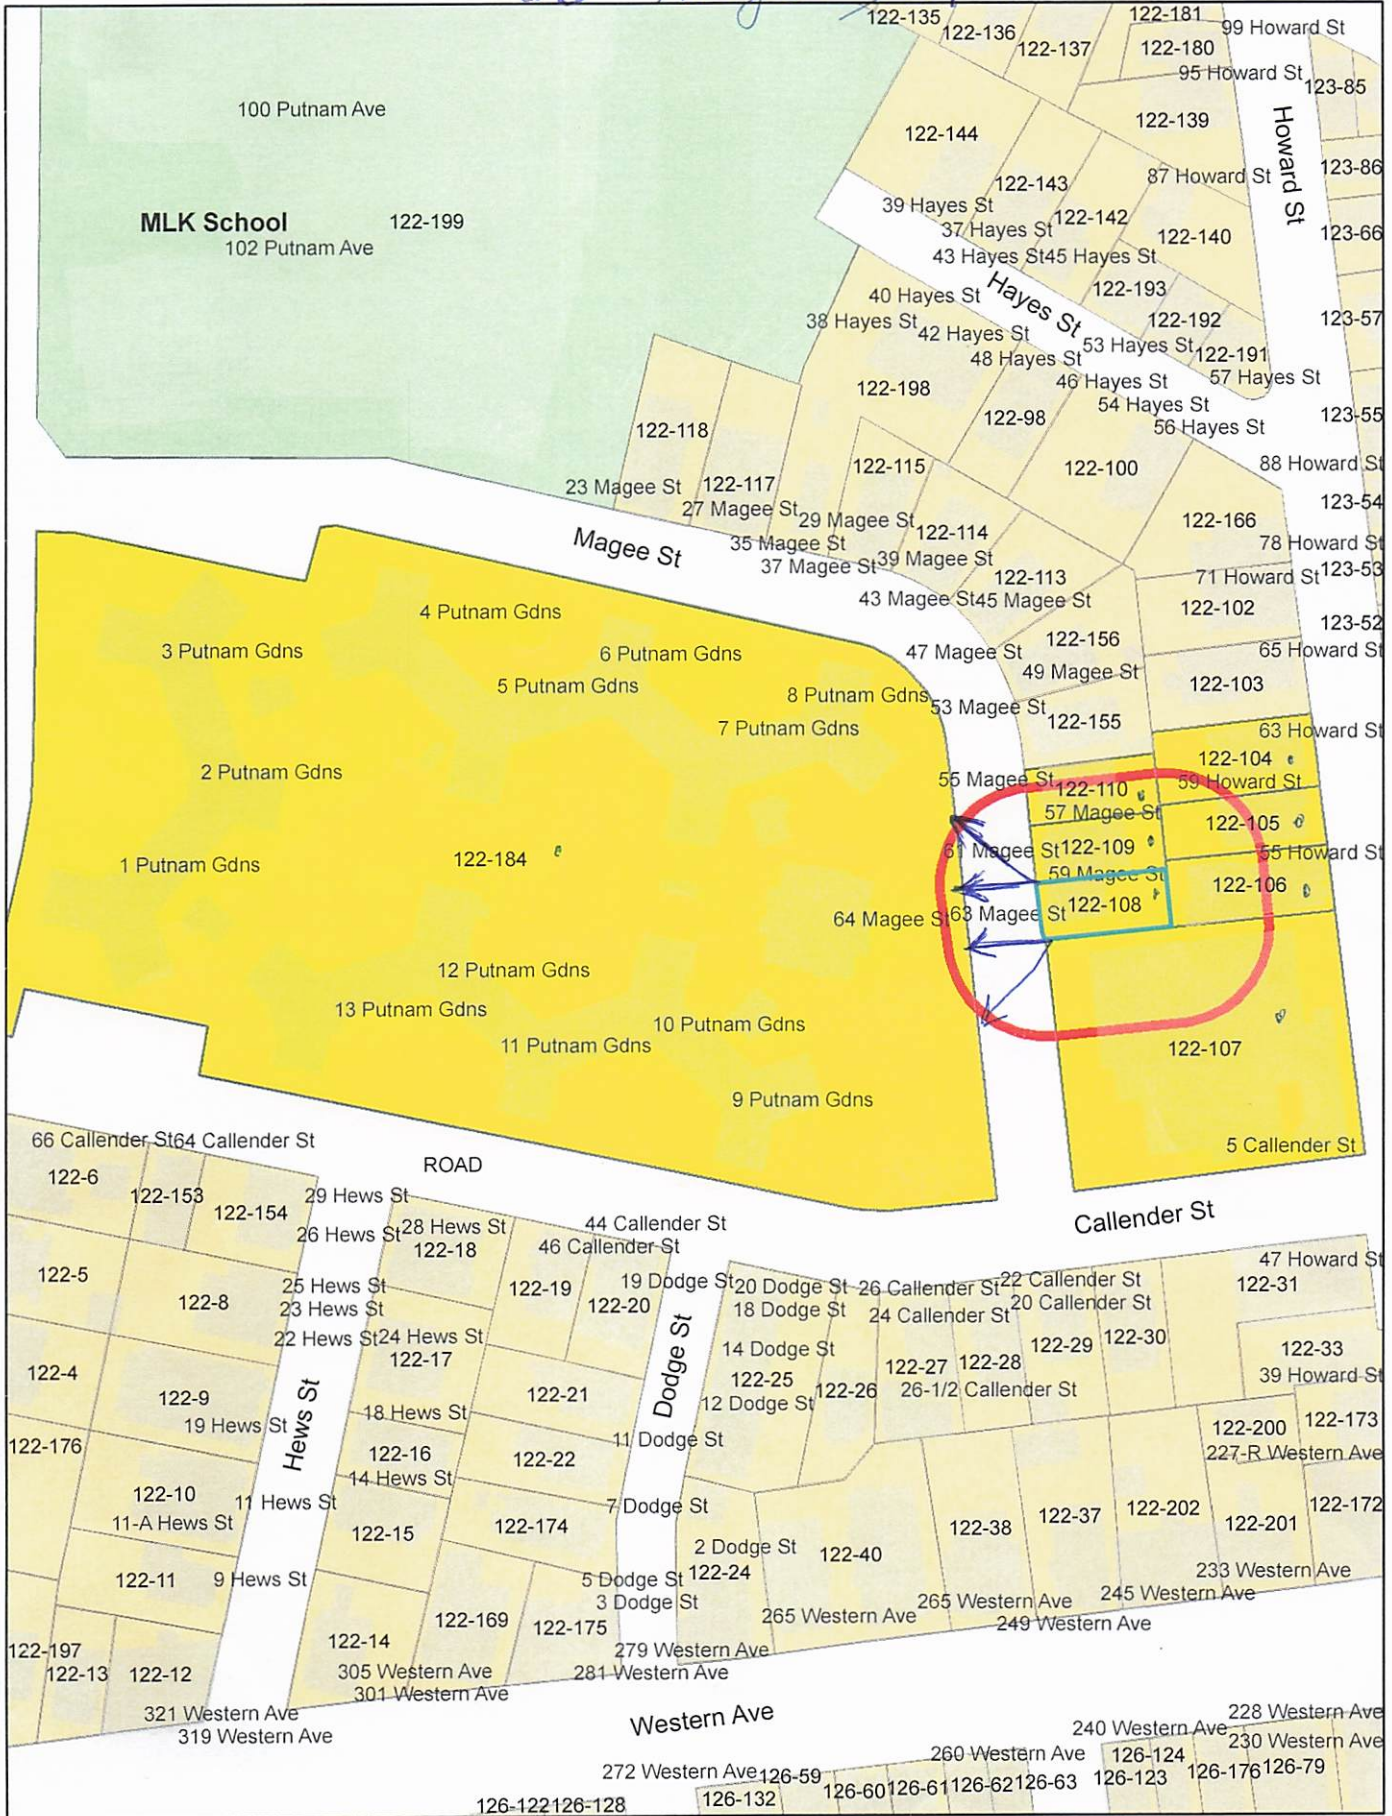 122-135
122-136
122-137
122-181
122-180
99 Howard St
95 Howard St
123-85
100 Putnam Ave
122-144
122-139
Howard St
MLK School
122-199
102 Putnam Ave
122-143
87 Howard St
123-86
39 Hayes St
122-142
37 Hayes St
122-140
123-66
43 Hayes St
45 Hayes St
122-193
40 Hayes St
Hayes St
38 Hayes St
122-192
123-57
42 Hayes St
53 Hayes St
48 Hayes St
122-191
46 Hayes St
57 Hayes St
122-198
54 Hayes St
122-98
123-55
56 Hayes St
122-118
122-115
122-100
88 Howard St
23 Magee St
122-117
123-54
27 Magee St
29 Magee St
122-114
122-166
Magee St
35 Magee St
39 Magee St
78 Howard St
37 Magee St
122-113
71 Howard St
123-53
43 Magee St
45 Magee St
122-102
4 Putnam Gdns
123-52
3 Putnam Gdns
6 Putnam Gdns
47 Magee St
122-156
65 Howard St
5 Putnam Gdns
49 Magee St
122-103
8 Putnam Gdns
53 Magee St
7 Putnam Gdns
122-155
63 Howard St
2 Putnam Gdns
122-104
55 Magee St
122-110
59 Howard St
57 Magee St
122-105
1 Putnam Gdns
122-184
61 Magee St
122-109
55 Howard St
59 Magee St
122-106
64 Magee St
63 Magee St
122-108
12 Putnam Gdns
13 Putnam Gdns
10 Putnam Gdns
11 Putnam Gdns
122-107
9 Putnam Gdns
5 Callender St
66 Callender St
64 Callender St
ROAD
122-6
122-153
122-154
29 Hews St
26 Hews St
28 Hews St
122-18
44 Callender St
46 Callender St
Callender St
122-5
122-8
25 Hews St
23 Hews St
122-19
122-20
19 Dodge St
20 Dodge St
18 Dodge St
26 Callender St
24 Callender St
22 Callender St
20 Callender St
47 Howard St
122-31
22 Hews St
24 Hews St
122-17
Dodge St
14 Dodge St
122-25
12 Dodge St
122-26
122-27
122-28
26-1/2 Callender St
122-29
122-30
122-33
39 Howard St
122-4
122-9
19 Hews St
Hews St
18 Hews St
122-21
11 Dodge St
122-200
122-173
227-R Western Ave
122-176
122-16
14 Hews St
122-22
122-10
11-A Hews St
11 Hews St
122-15
122-174
7 Dodge St
2 Dodge St
122-24
122-40
122-38
122-37
122-202
122-201
122-172
122-11
9 Hews St
5 Dodge St
3 Dodge St
233 Western Ave
245 Western Ave
265 Western Ave
265 Western Ave
249 Western Ave
122-197
122-13
122-12
122-14
122-169
122-175
279 Western Ave
281 Western Ave
305 Western Ave
301 Western Ave
321 Western Ave
319 Western Ave
Western Ave
240 Western Ave
228 Western Ave
230 Western Ave
272 Western Ave
260 Western Ave
126-122
126-128
126-132
126-59
126-60
126-61
126-62
126-63
126-124
126-123
126-176
126-79